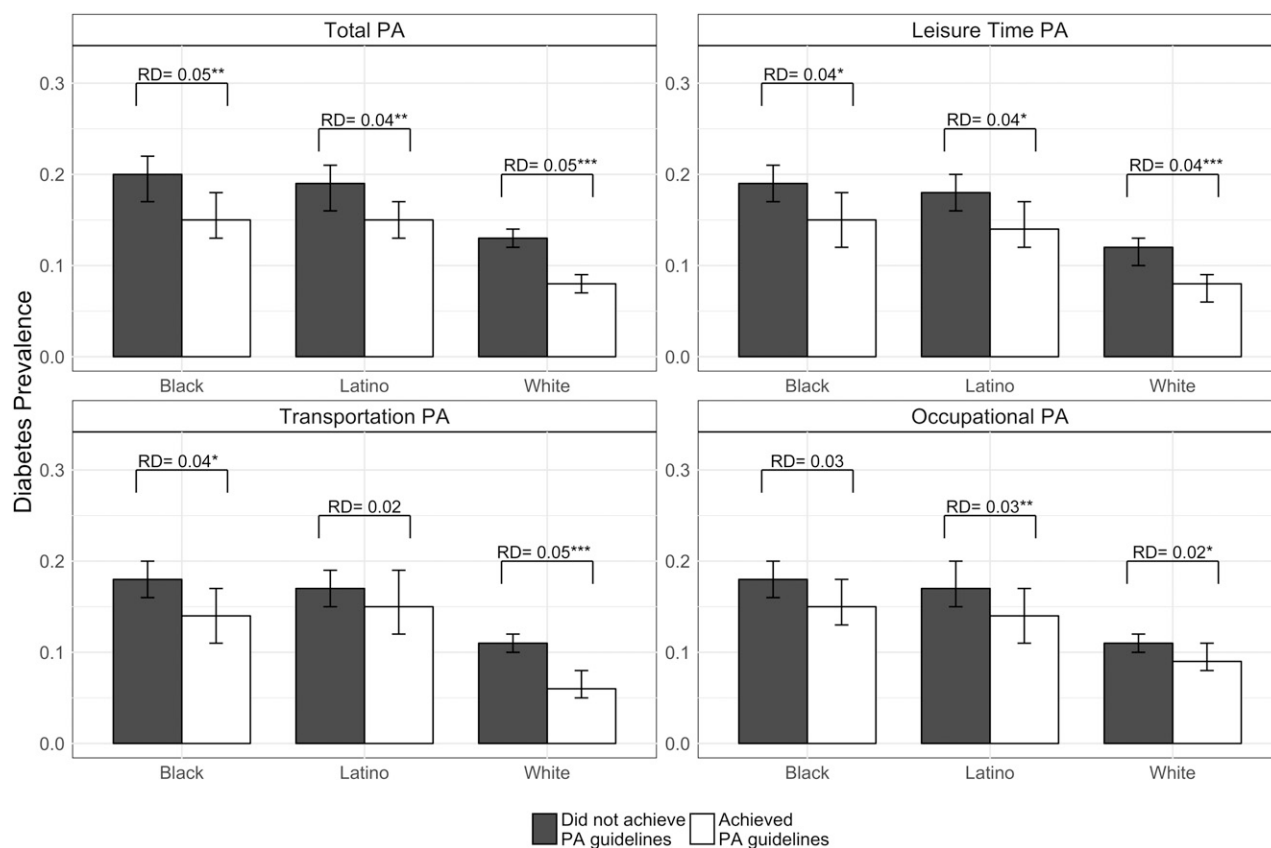 Total PA
Leisure Time PA
RD= 0.05**
RD= 0.04**
RD= 0.05***
RD= 0.04*
RD= 0.04*
RD= 0.04***
0.3
0.2
0.1
0.0
0.3
0.2
0.1
0.0
Black
Latino
White
Black
Latino
White
Diabetes Prevalence
Transportation PA
Occupational PA
RD= 0.04*
RD= 0.02
RD= 0.05***
RD= 0.03
RD= 0.03**
RD= 0.02*
0.3
0.2
0.1
0.0
0.3
0.2
0.1
0.0
Black
Latino
White
Black
Latino
White
Did not achieve
PA guidelines
Achieved
PA guidelines